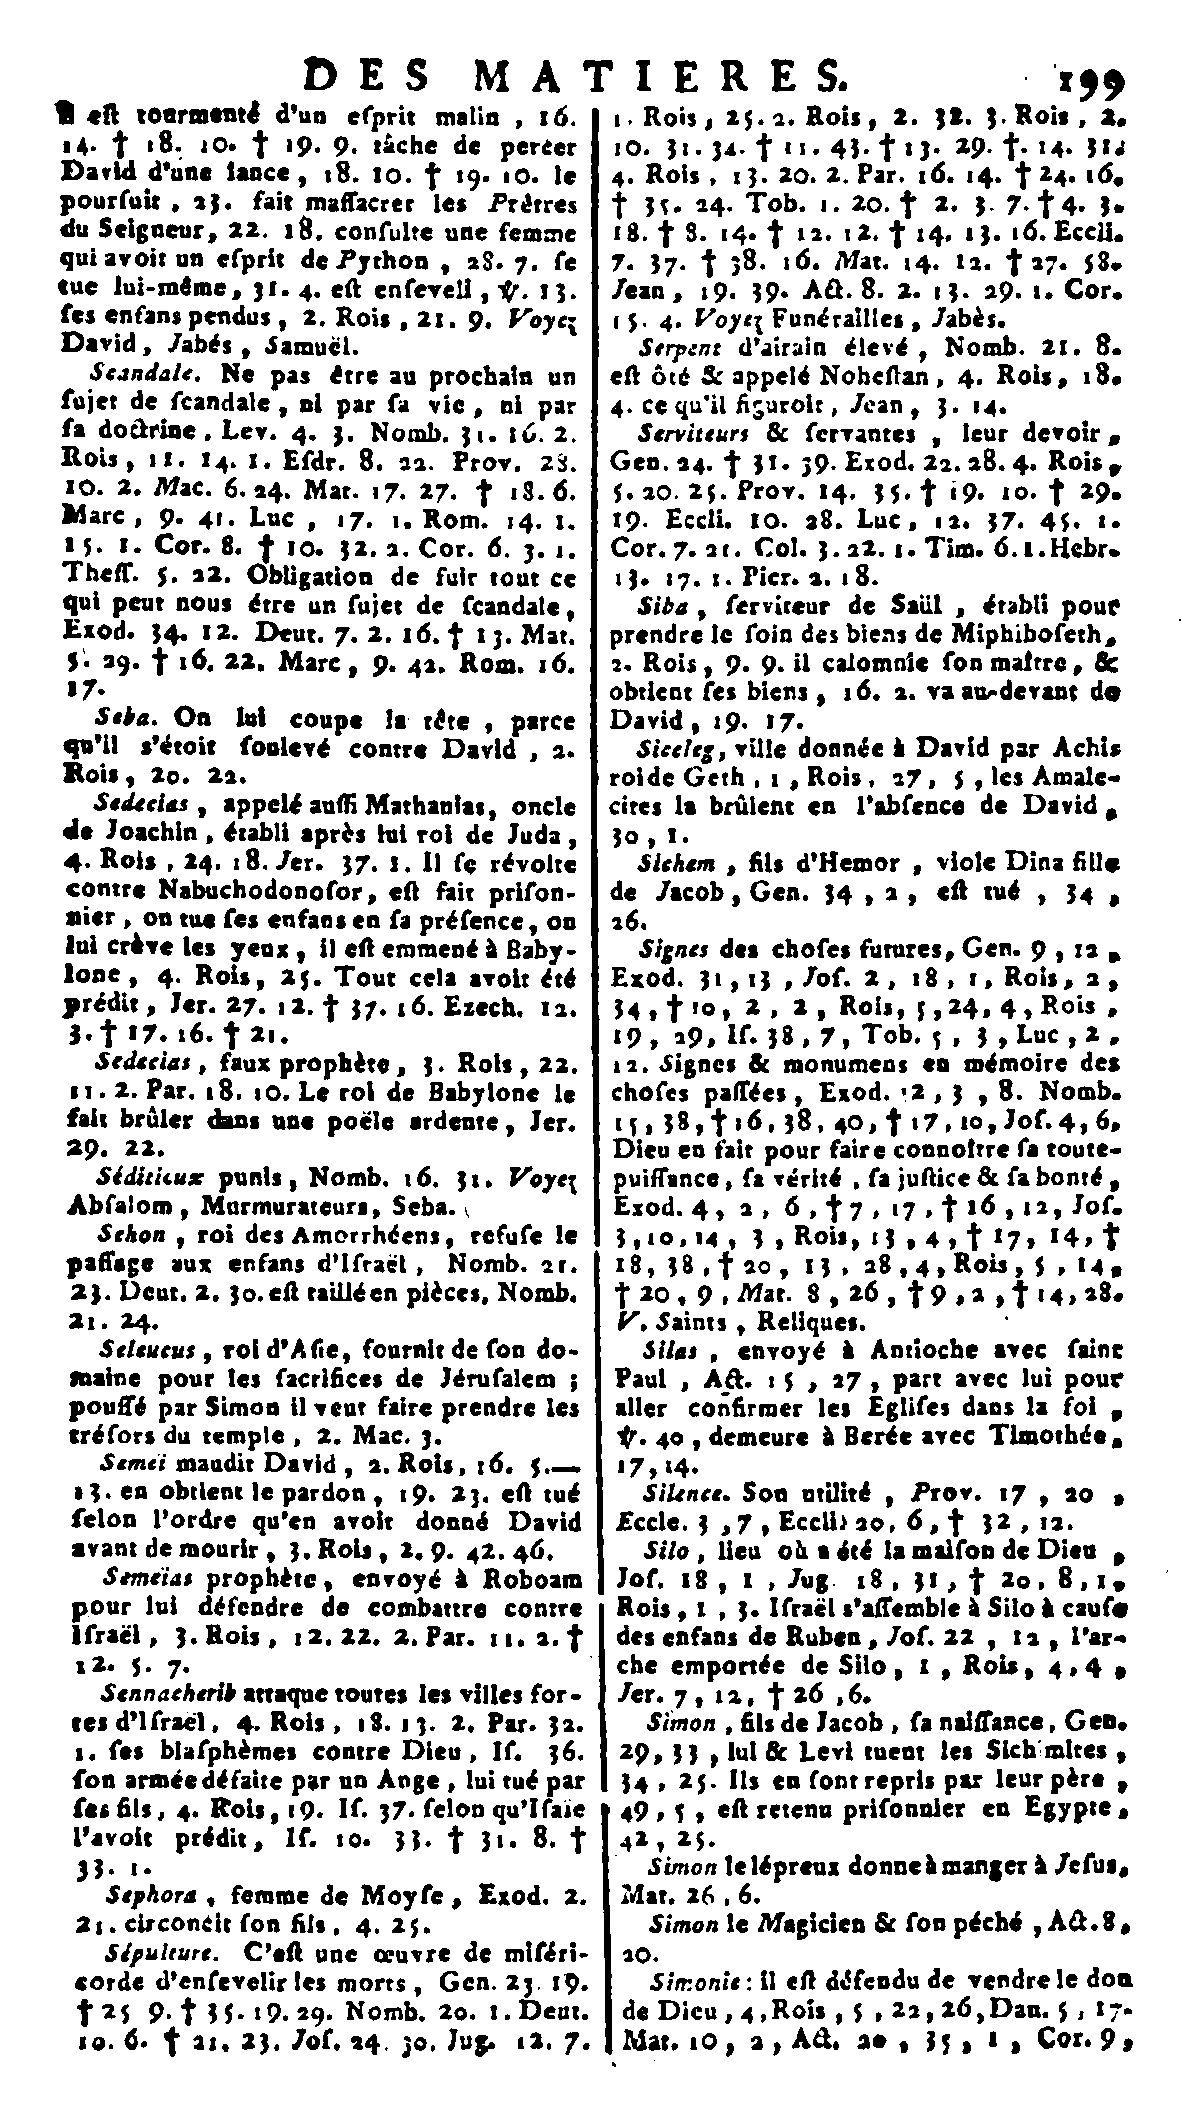 DES MATIERES. 199
Il eſt tourmenté d'un eſprit malin, 16.
14. † 18. 10. † 19. 9. tâche de percer
David d'une lance, 18. 10. † 19. 10. le
pourſuit, 23. fait maſſacrer les Prêtres
du Seigneur, 22. 18. conſulte une femme
qui avoit un eſprit de Python, 28. 7. ſe
tue lui-même, 31. 4. eſt enſeveli, ℣. 13.
ſes enfans pendus, 2. Rois, 21. 9. Voyez
David, Jabés, Samuël.
Scandale. Ne pas être au prochain un
ſujet de ſcandale, ni par ſa vie, ni par
ſa doctrine, Lev. 4. 3. Nomb. 31. 16. 2.
Rois, 11. 14. 1. Eſdr. 8. 22. Prov. 28.
10. 2. Mac. 6. 24. Mat. 17. 27. † 18. 6.
Marc, 9. 41. Luc, 17. 1. Rom. 14. 1.
15. 1. Cor. 8. † 10. 32. 2. Cor. 6. 3. 1.
Theſſ. 5. 22. Obligation de fuir tout ce
qui peut nous être un ſujet de ſcandale,
Exod. 34. 12. Deut. 7. 2. 16. † 13. Mat.
5. 29. † 16. 22. Marc, 9. 42. Rom. 16.
17.
Seba. On lui coupe la tête, parce
qu'il s'étoit ſoulevé contre David, 2.
Rois, 20. 22.
Sedecias, appelé auſſi Mathanias, oncle
de Joachin, établi après lui roi de Juda,
4. Rois, 24. 18. Jer. 37. 1. Il ſe révolte
contre Nabuchodonoſor, eſt fait priſon-
nier, on tue ſes enfans en ſa préſence, on
lui crève les yeux, il eſt emmené à Baby-
lone, 4. Rois, 25. Tout cela avoit été
prédit, Jer. 27. 12. † 37. 16. Ezech. 12.
3. † 17. 16. † 21.
Sedecias, faux prophète, 3. Rois, 22.
11. 2. Par. 18. 10. Le roi de Babylone le
fait brûler dans une poële ardente, Jer.
29. 22.
Séditieux punis, Nomb. 16. 31. Voyez
Abſalom, Murmurateurs, Seba.
Sehon, roi des Amorrhéens, refuſe le
paſſage aux enfans d'Iſraël, Nomb. 21.
23. Deut. 2. 30. eſt taillé en pièces, Nomb.
21. 24.
Seleucus, roi d'Aſie, fournit de ſon do-
maine pour les ſacrifices de Jéruſalem;
pouſſé par Simon il veut faire prendre les
tréſors du temple, 2. Mac. 3.
Semeï maudit David, 2. Rois, 16. 5.—
13. en obtient le pardon, 19. 23. eſt tué
ſelon l'ordre qu'en avoit donné David
avant de mourir, 3. Rois, 2. 9. 42. 46.
Semeïas prophète, envoyé à Roboam
pour lui défendre de combattre contre
Iſraël, 3. Rois, 12. 22. 2. Par. 11. 2. †
12. 5. 7.
Sennacherib attaque toutes les villes for-
tes d'Iſraël, 4. Rois, 18. 13. 2. Par. 32.
1. ſes blaſphèmes contre Dieu, Iſ. 36.
ſon armée défaite par un Ange, lui tué par
ſes fils, 4. Rois, 19. Iſ. 37. ſelon qu'Iſaïe
l'avoit prédit, Iſ. 10. 33. † 31. 8. †
33. 1.
Sephora, femme de Moyſe, Exod. 2.
21. circoncit ſon fils, 4. 25.
Sépulture. C'eſt une œuvre de miſéri-
corde d'enſevelir les morts, Gen. 23. 19.
† 25 9. † 35. 19. 29. Nomb. 20. 1. Deut.
10. 6. † 21. 23. Joſ. 24. 30. Jug. 12. 7.
1. Rois, 25. 2. Rois, 2. 32. 3. Rois, 2.
10. 31. 34. † 11. 43. † 13. 29. †. 14. 31.
4. Rois, 13. 20. 2. Par. 16. 14. † 24. 16.
† 35. 24. Tob. 1. 20. † 2. 3. 7. † 4. 3.
18. † 8. 14. † 12. 12. † 14. 13. 16. Eccli.
7. 37. † 38. 16. Mat. 14. 12. † 27. 58.
Jean, 19. 39. Act. 8. 2. 13. 29. 1. Cor.
15. 4. Voyez Funérailles, Jabès.
Serpent d'airain élevé, Nomb. 21. 8.
eſt ôté & appelé Noheſtan, 4. Rois, 18.
4. ce qu'il figuroit, Jean, 3. 14.
Serviteurs & ſervantes, leur devoir,
Gen. 24. † 31. 39. Exod. 22. 28. 4. Rois,
5. 20. 25. Prov. 14. 35. † 19. 10. † 29.
19. Eccli. 10. 28. Luc, 12. 37. 45. 1.
Cor. 7. 21. Col. 3. 22. 1. Tim. 6. 1. Hebr.
13. 17. 1. Pier. 2. 18.
Siba, ſerviteur de Saül, établi pour
prendre le ſoin des biens de Miphiboſeth,
2. Rois, 9. 9. il calomnie ſon maître, &
obtient ſes biens, 16. 2. va au-devant de
David, 19. 17.
Siceleg, ville donnée à David par Achis
roi de Geth, 1, Rois, 27, 5, les Amale-
cites la brûlent en l'abſence de David,
30, 1.
Sichem, fils d'Hemor, viole Dina fille
de Jacob, Gen. 34, 2, eſt tué, 34,
26.
Signes des choſes futures, Gen. 9, 12,
Exod. 31, 13, Joſ. 2, 18, 1, Rois, 2,
34, † 10, 2, 2, Rois, 5, 24, 4, Rois,
19, 29, Iſ. 38, 7, Tob. 5, 3, Luc, 2,
12. Signes & monumens en mémoire des
choſes paſſées, Exod. 12, 3, 8. Nomb.
15, 38, † 16, 38, 40, † 17, 10, Joſ. 4, 6,
Dieu en fait pour faire connoître ſa toute-
puiſſance, ſa vérité, ſa juſtice & ſa bonté,
Exod. 4, 2, 6, † 7, 17, † 16, 12, Joſ.
3, 10, 14, 3, Rois, 13, 4, † 17, 14, †
18, 38, † 20, 13, 28, 4, Rois, 5, 14,
† 20, 9, Mat. 8, 26, † 9, 2, † 14, 28.
V. Saints, Reliques.
Silas, envoyé à Antioche avec ſaint
Paul, Act. 15, 27, part avec lui pour
aller confirmer les Egliſes dans la foi,
℣. 40, demeure à Berée avec Timothée,
17, 14.
Silence. Son utilité, Prov. 17, 20,
Eccle. 3, 7, Eccli 20, 6, † 32, 12.
Silo, lieu où a été la maiſon de Dieu,
Joſ. 18, 1, Jug. 18, 31, † 20, 8, 1,
Rois, 1, 3. Iſraël s'aſſemble à Silo à cauſe
des enfans de Ruben, Joſ. 22, 12, l'ar-
che emportée de Silo, 1, Rois, 4, 4,
Jer. 7, 12, † 26, 6.
Simon, fils de Jacob, ſa naiſſance, Gen.
29, 33, lui & Levi tuent les Sichimites,
34, 25. Ils en ſont repris par leur père,
49, 5, eſt retenu priſonnier en Egypte,
42, 25.
Simon le lépreux donne à manger à Jeſus,
Mat. 26, 6.
Simon le Magicien & ſon péché, Act. 8,
20.
Simonie: il eſt défendu de vendre le don
de Dieu, 4, Rois, 5, 22, 26, Dan. 5, 17.
Mat. 10, 2, Act. 20, 35, 1, Cor. 9,